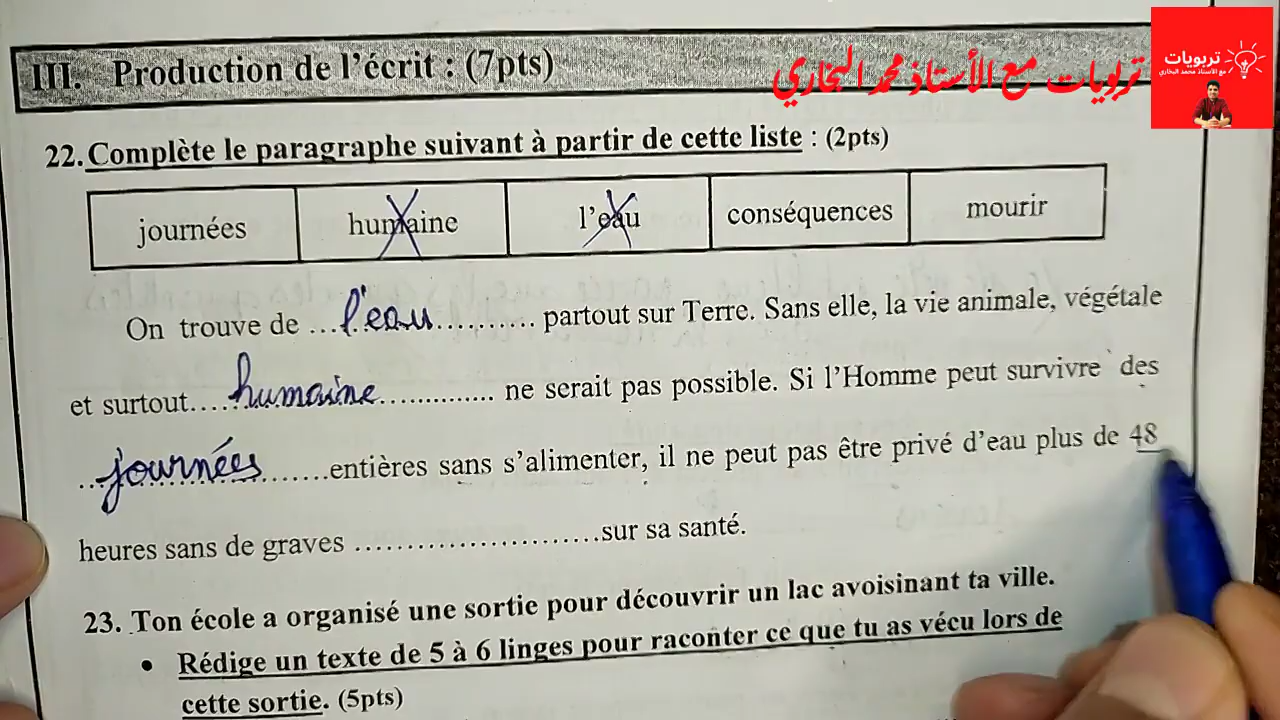 III. Production de l'écrit : (7pts)
تربويات مع الأستاذ محمد البخاري
تربويات
مع الأستاذ محمد البخاري
22. Complète le paragraphe suivant à partir de cette liste : (2pts)
journées humaine l'eau conséquences mourir
On trouve de ... l'eau .......... partout sur Terre. Sans elle, la vie animale, végétale
et surtout.... humaine .............. ne serait pas possible. Si l'Homme peut survivre des
... journées .......entières sans s'alimenter, il ne peut pas être privé d'eau plus de 48
heures sans de graves ........................sur sa santé.
23. Ton école a organisé une sortie pour découvrir un lac avoisinant ta ville.
• Rédige un texte de 5 à 6 linges pour raconter ce que tu as vécu lors de
cette sortie. (5pts)